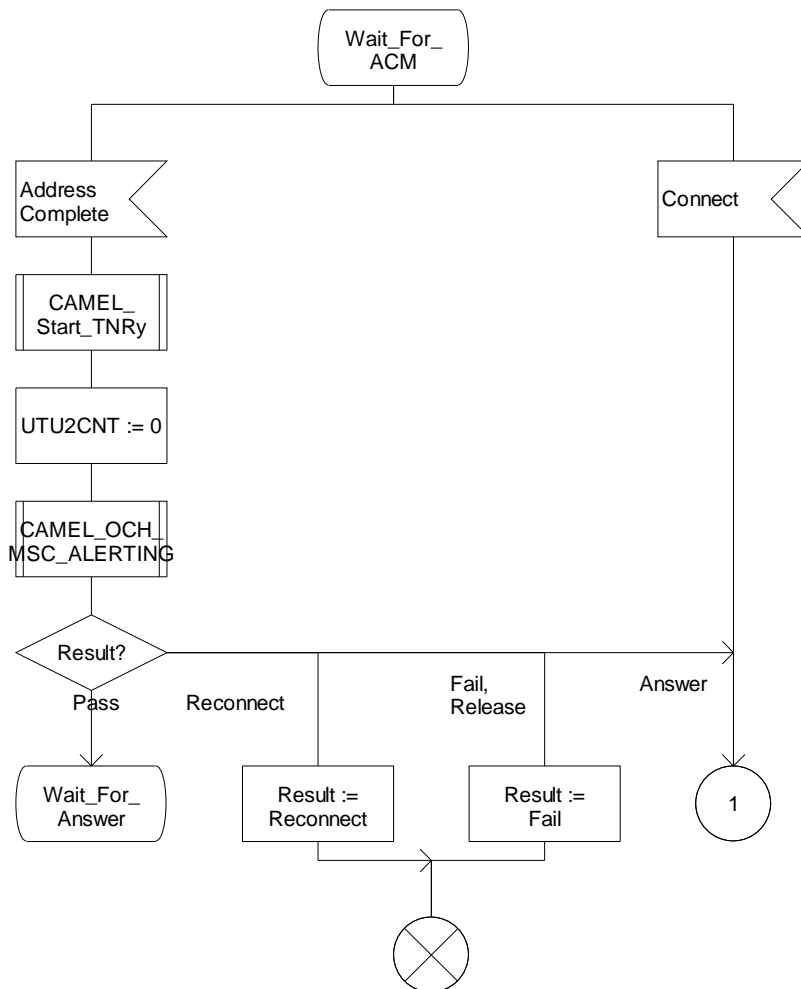 Wait_For_
ACM
Address
Complete
Connect
CAMEL_
Start_TNRy
UTU2CNT := 0
CAMEL_OCH_
MSC_ALERTING
Result?
Pass
Reconnect
Fail,
Release
Answer
Wait_For_
Answer
Result :=
Reconnect
Result :=
Fail
1